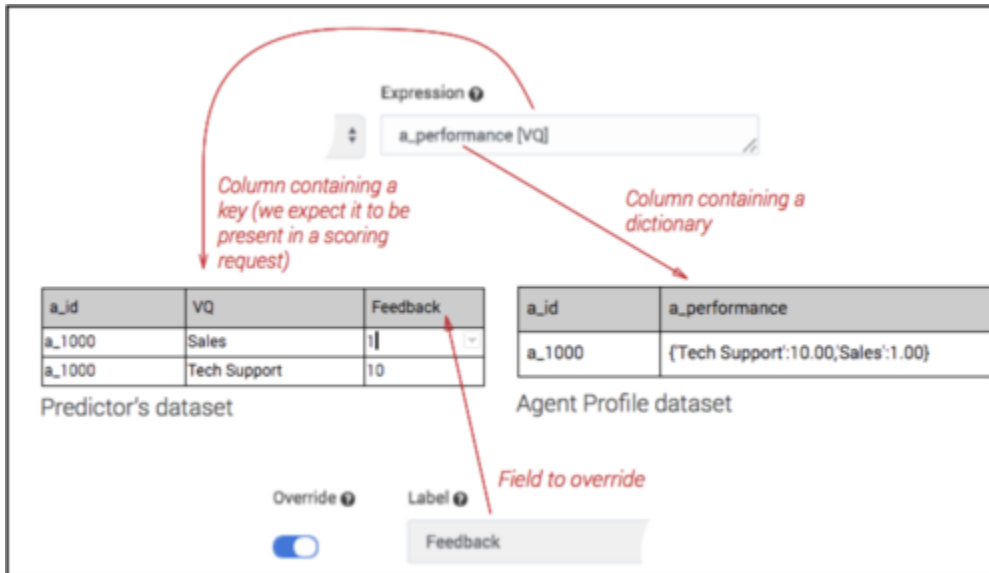 Expression
a_performance [VQ]
Column containing a
key (we expect it to be
present in a scoring
request)
Column containing a
dictionary
a_id VQ Feedback
a_1000 Sales 1
a_1000 Tech Support 10
Predictor's dataset
a_id a_performance
a_1000 {'Tech Support':10.00,'Sales':1.00}
Agent Profile dataset
Field to override
Override Label
Feedback